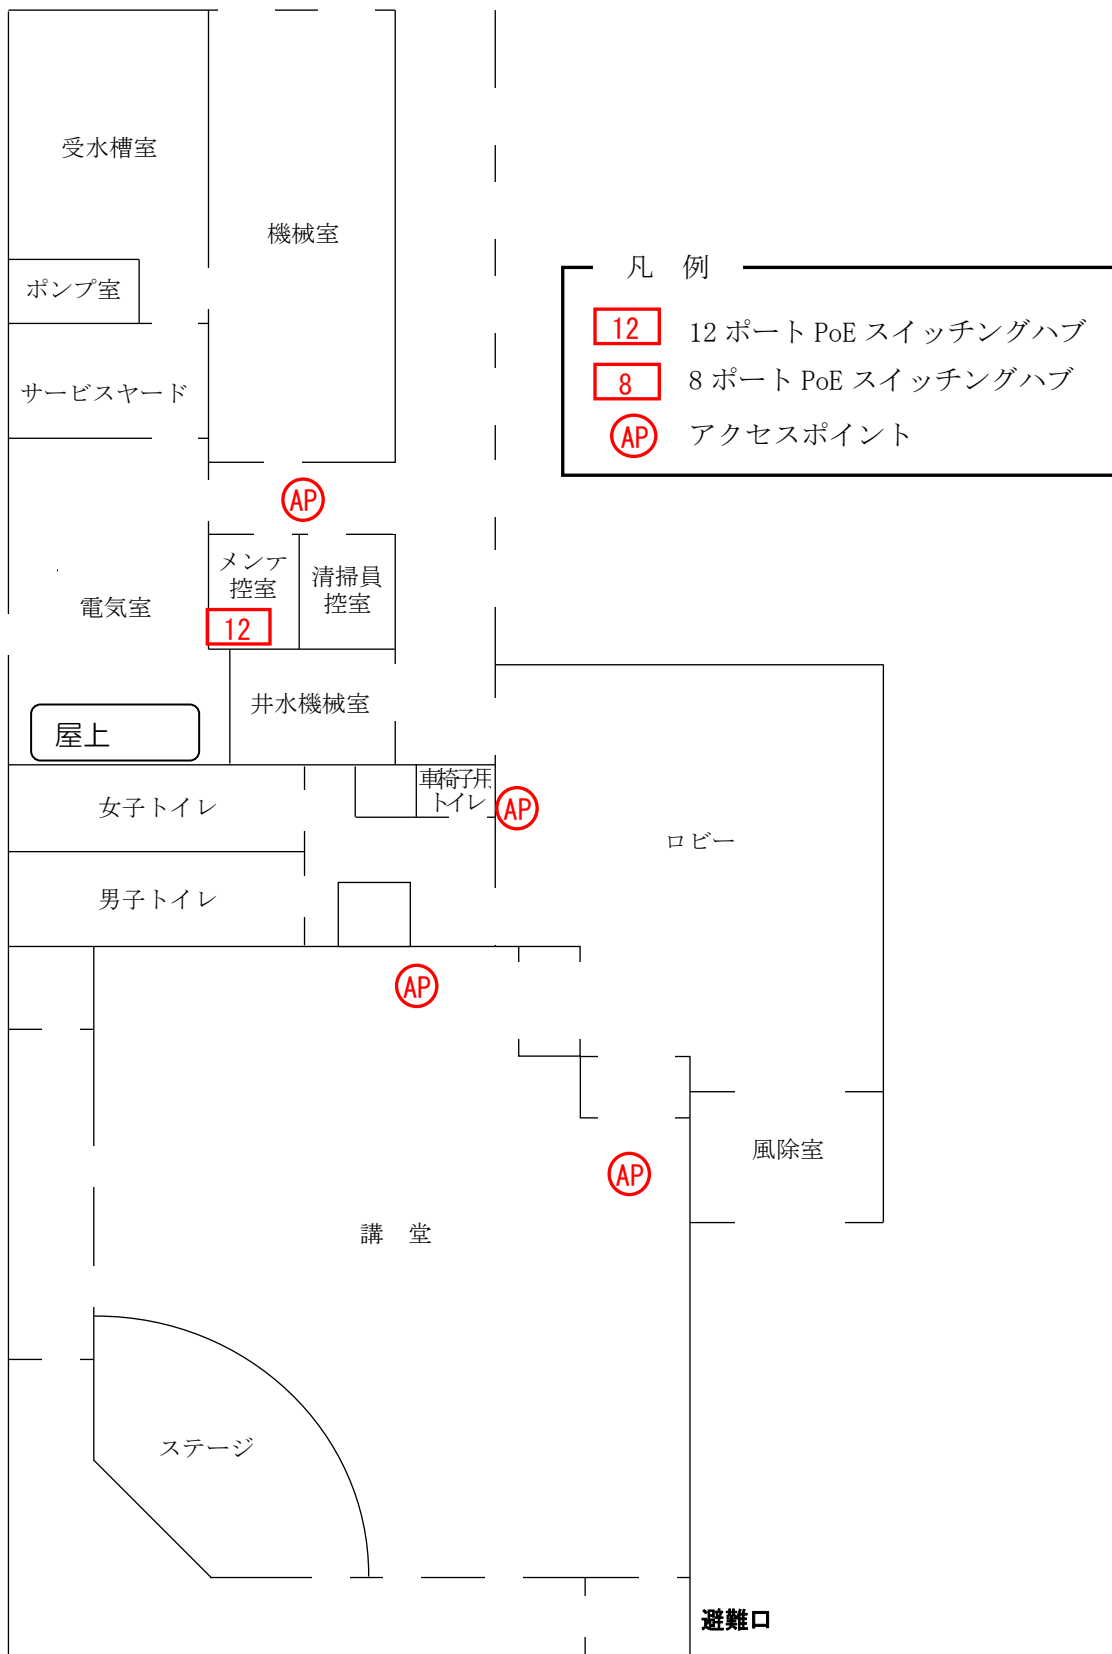 受水槽室
機械室
ポンプ室
サービスヤード
凡　例
12 12 ポート PoE スイッチングハブ
8 8 ポート PoE スイッチングハブ
AP アクセスポイント
AP
メンテ
控室
清掃員
控室
12
電気室
井水機械室
屋上
車椅子用
トイレ
AP
女子トイレ
ロビー
男子トイレ
AP
風除室
AP
講　堂
ステージ
避難口